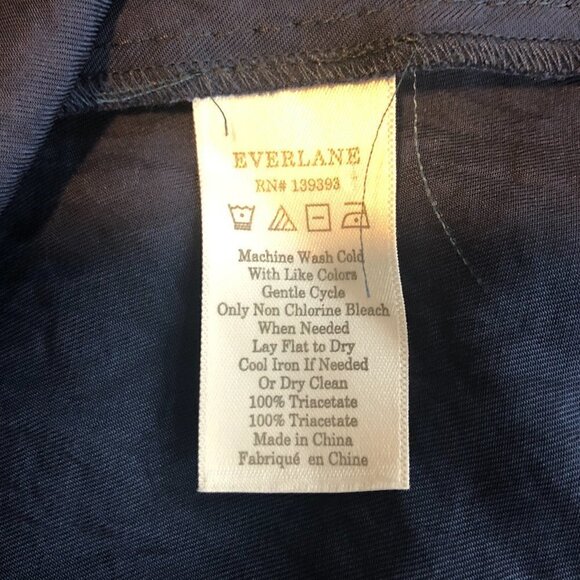 EVERLANE
RN# 139393
Machine Wash Cold
With Like Colors
Gentle Cycle
Only Non Chlorine Bleach
When Needed
Lay Flat to Dry
Cool Iron If Needed
Or Dry Clean
100% Triacetate
100% Triacetate
Made in China
Fabriqué en Chine